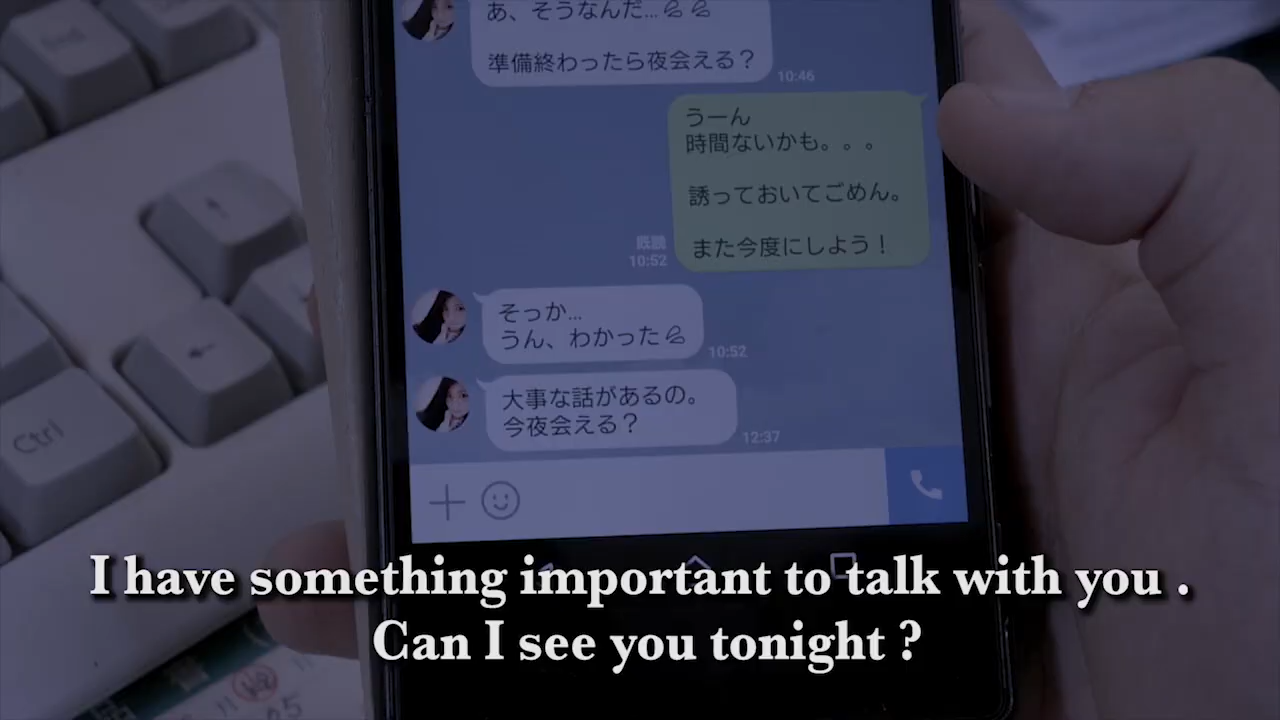 あ、そうなんだ...💦💦
準備終わったら夜会える？
10:46
うーん
時間ないかも。。。
誘っておいてごめん。
また今度にしよう！
既読
10:52
そっか...
うん、わかった💦
10:52
大事な話があるの。
今夜会える？
12:37
Ctrl
I have something important to talk with you .
Can I see you tonight ?